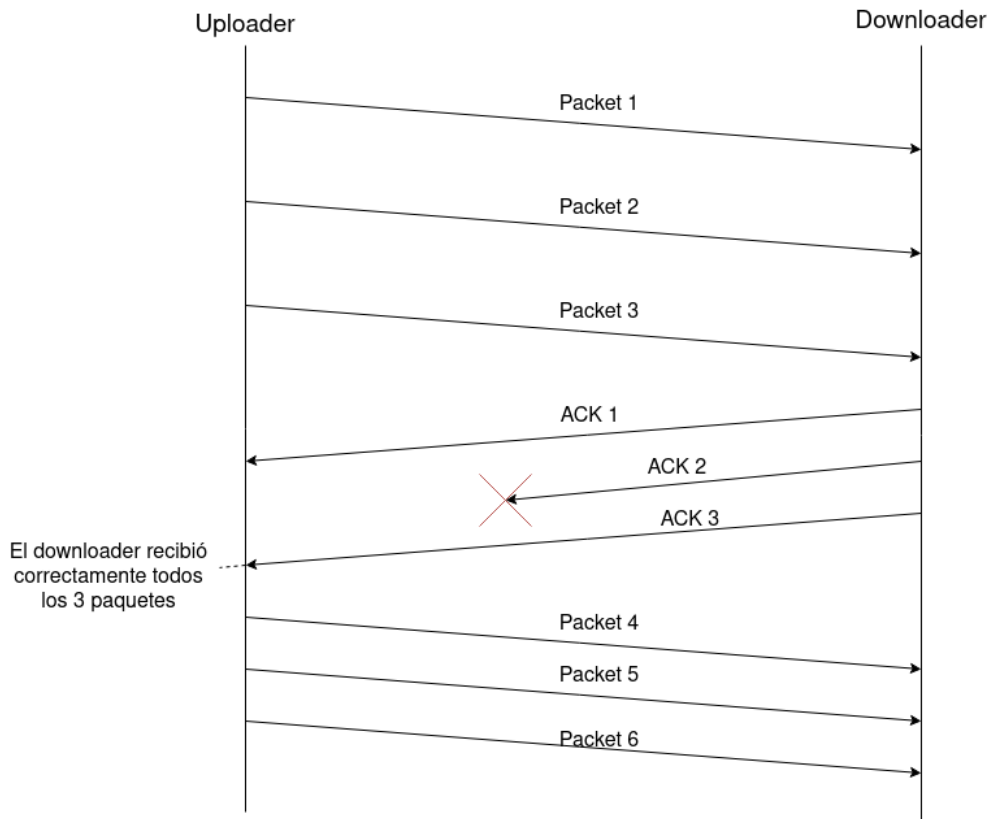 Uploader
Downloader
Packet 1
Packet 2
Packet 3
ACK 1
ACK 2
ACK 3
El downloader recibió
correctamente todos
los 3 paquetes
Packet 4
Packet 5
Packet 6